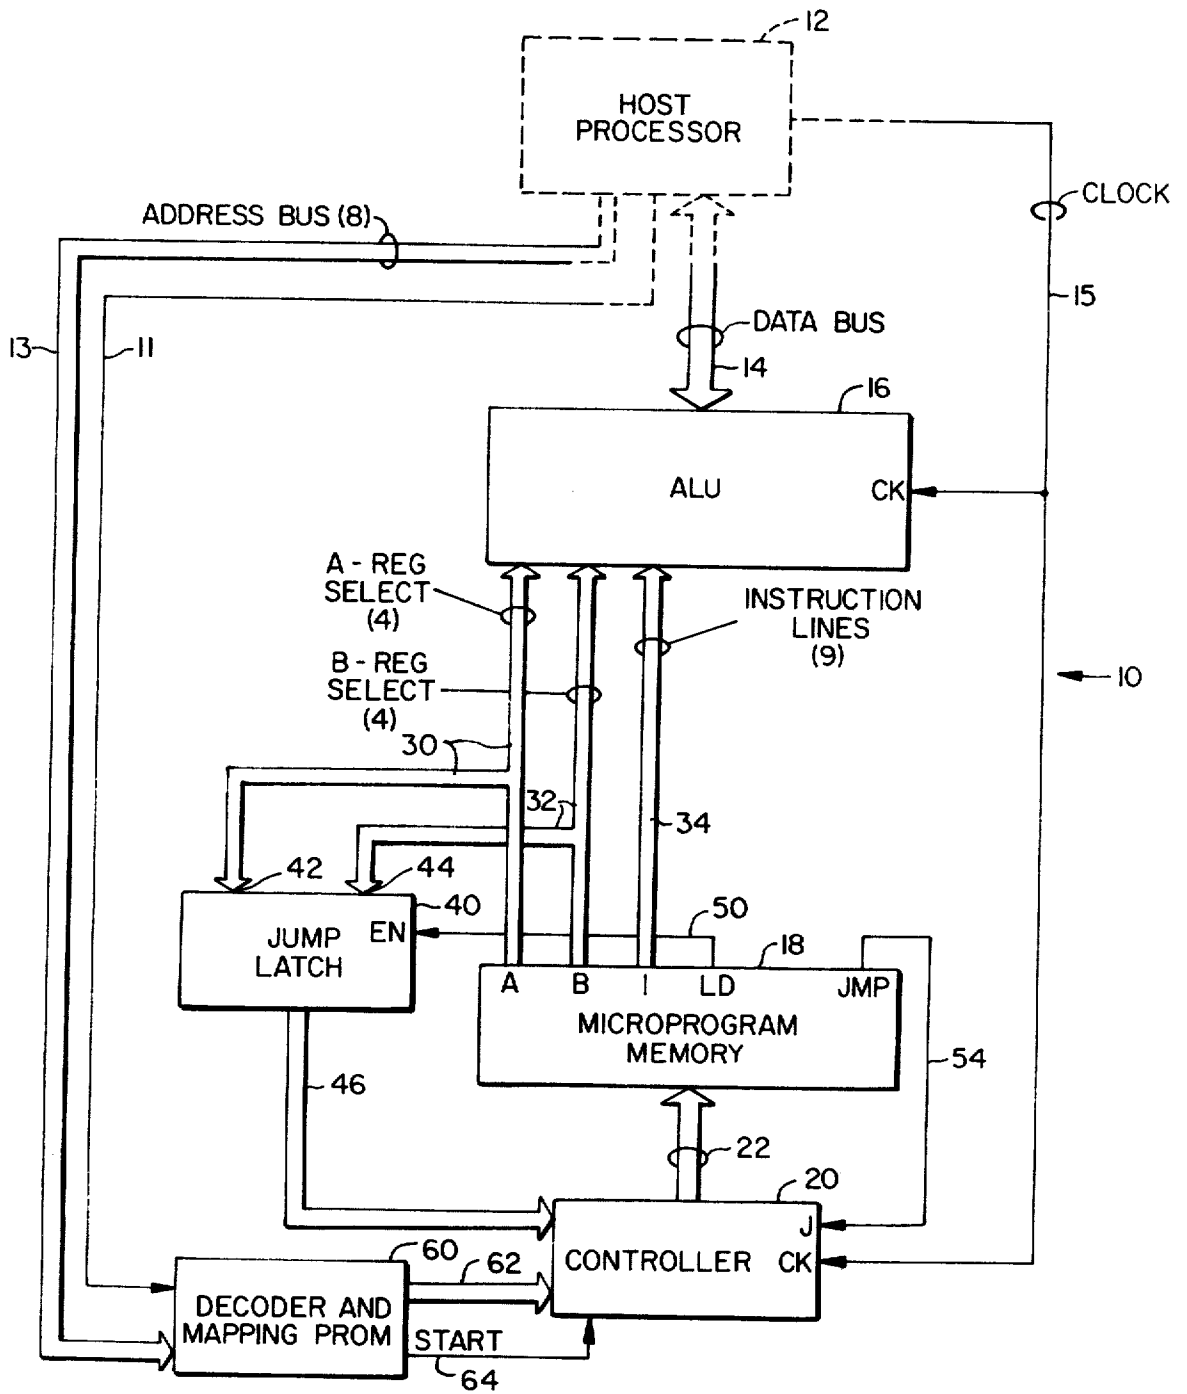 12
HOST
PROCESSOR
CLOCK
ADDRESS BUS (8)
15
13
11
DATA BUS
14
16
ALU
CK
A-REG
SELECT
(4)
INSTRUCTION
LINES
(9)
B-REG
SELECT
(4)
10
30
32
34
42
44
40
50
EN
JUMP
LATCH
18
A
B
I
LD
JMP
MICROPROGRAM
MEMORY
54
46
22
20
J
CONTROLLER
CK
60
62
DECODER AND
MAPPING PROM
START
64